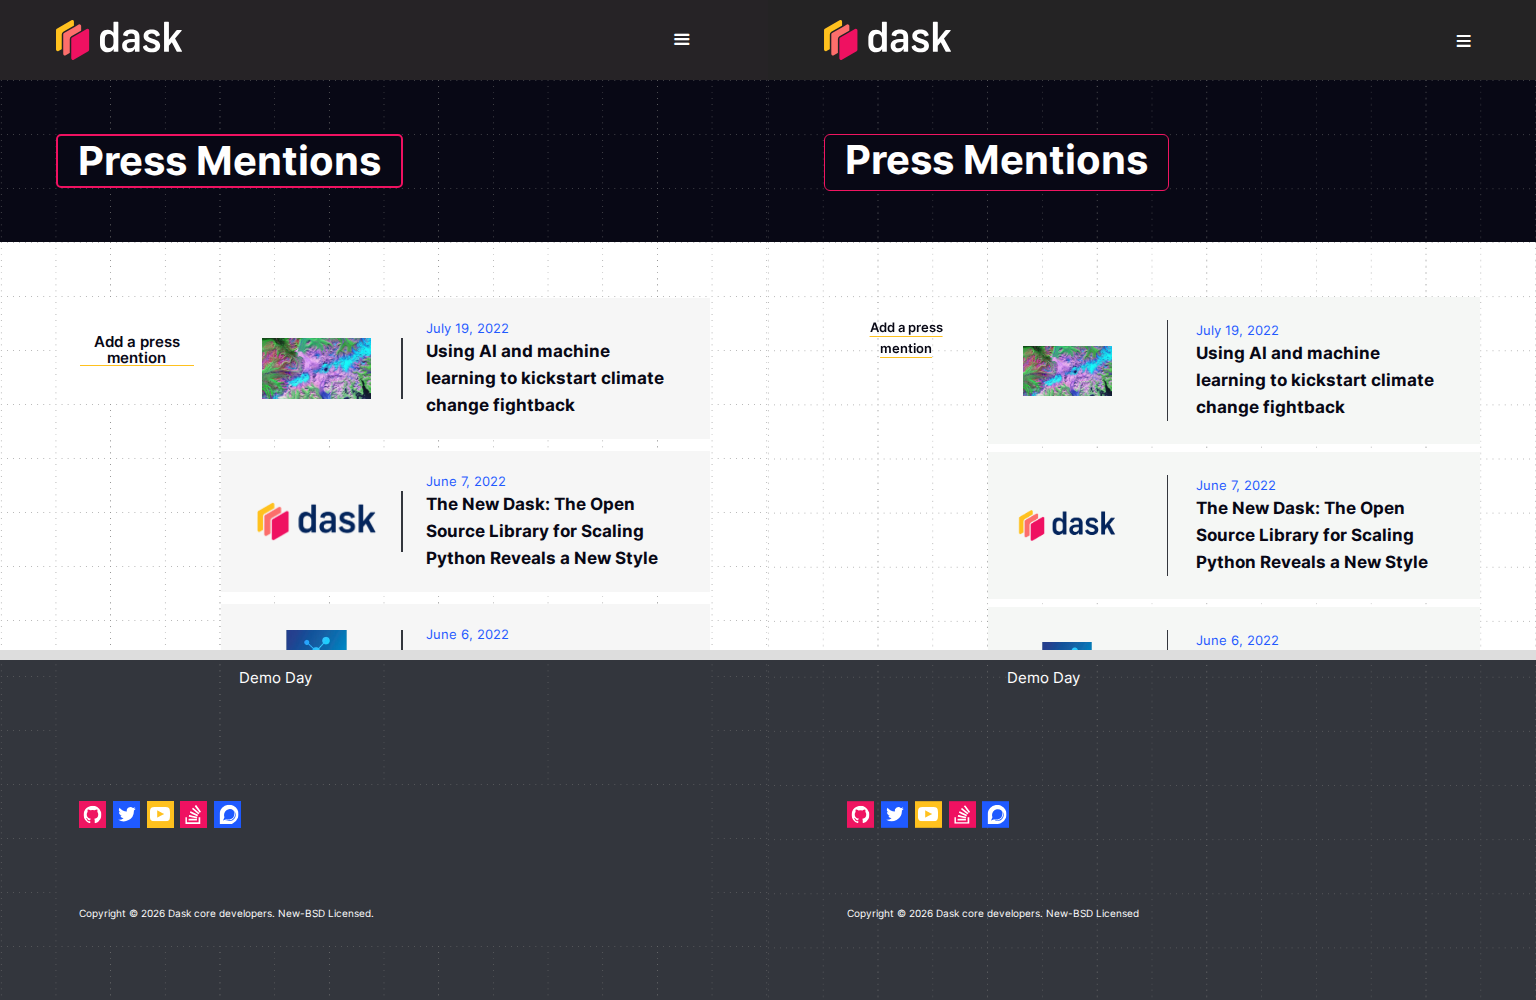 dask
Press Mentions
Add a press
mention
July 19, 2022
Using AI and machine
learning to kickstart climate
change fightback
dask
June 7, 2022
The New Dask: The Open
Source Library for Scaling
Python Reveals a New Style
June 6, 2022
Demo Day
Copyright © 2026 Dask core developers. New-BSD Licensed.
dask
Press Mentions
Add a press
mention
July 19, 2022
Using AI and machine
learning to kickstart climate
change fightback
dask
June 7, 2022
The New Dask: The Open
Source Library for Scaling
Python Reveals a New Style
June 6, 2022
Demo Day
Copyright © 2026 Dask core developers. New-BSD Licensed